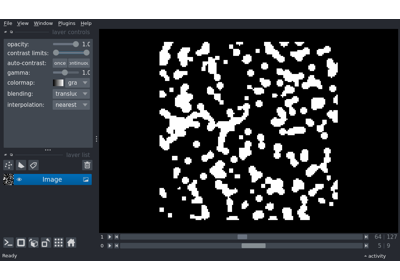 File View Window Plugins Help
layer controls
opacity: 1.0
contrast limits:
auto-contrast: once continuous
gamma: 1.0
colormap: gray
blending: translu
interpolation: nearest
layer list
Image
1 64 127
0 5 9
Ready
activity